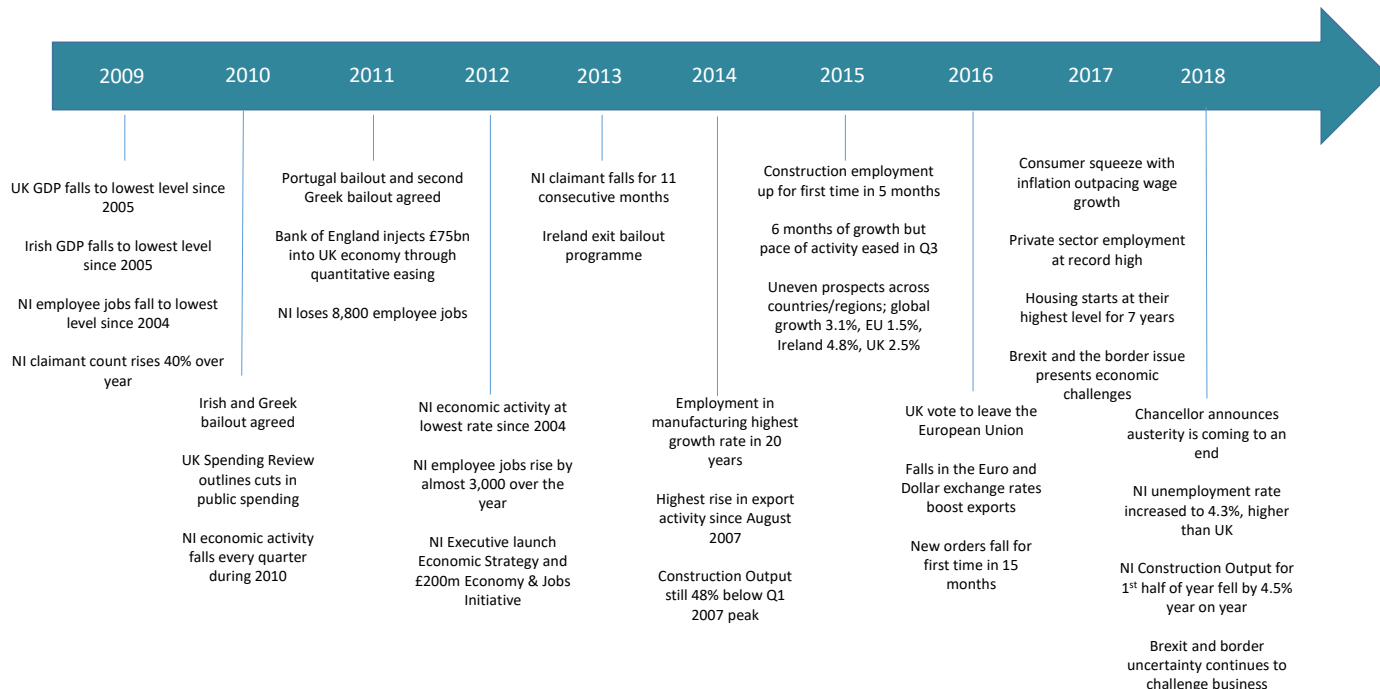 2009
2010
2011
2012
2013
2014
2015
2016
2017
2018
UK GDP falls to lowest level since
2005
Irish GDP falls to lowest level
since 2005
NI employee jobs fall to lowest
level since 2004
NI claimant count rises 40% over
year
Irish and Greek
bailout agreed
UK Spending Review
outlines cuts in
public spending
NI economic activity
falls every quarter
during 2010
Portugal bailout and second
Greek bailout agreed
Bank of England injects £75bn
into UK economy through
quantitative easing
NI loses 8,800 employee jobs
NI economic activity at
lowest rate since 2004
NI employee jobs rise by
almost 3,000 over the
year
NI Executive launch
Economic Strategy and
£200m Economy & Jobs
Initiative
NI claimant falls for 11
consecutive months
Ireland exit bailout
programme
Employment in
manufacturing highest
growth rate in 20
years
Highest rise in export
activity since August
2007
Construction Output
still 48% below Q1
2007 peak
Construction employment
up for first time in 5 months
6 months of growth but
pace of activity eased in Q3
Uneven prospects across
countries/regions; global
growth 3.1%, EU 1.5%,
Ireland 4.8%, UK 2.5%
UK vote to leave the
European Union
Falls in the Euro and
Dollar exchange rates
boost exports
New orders fall for
first time in 15
months
Consumer squeeze with
inflation outpacing wage
growth
Private sector employment
at record high
Housing starts at their
highest level for 7 years
Brexit and the border issue
presents economic
challenges
Chancellor announces
austerity is coming to an
end
NI unemployment rate
increased to 4.3%, higher
than UK
NI Construction Output for
1st half of year fell by 4.5%
year on year
Brexit and border
uncertainty continues to
challenge business